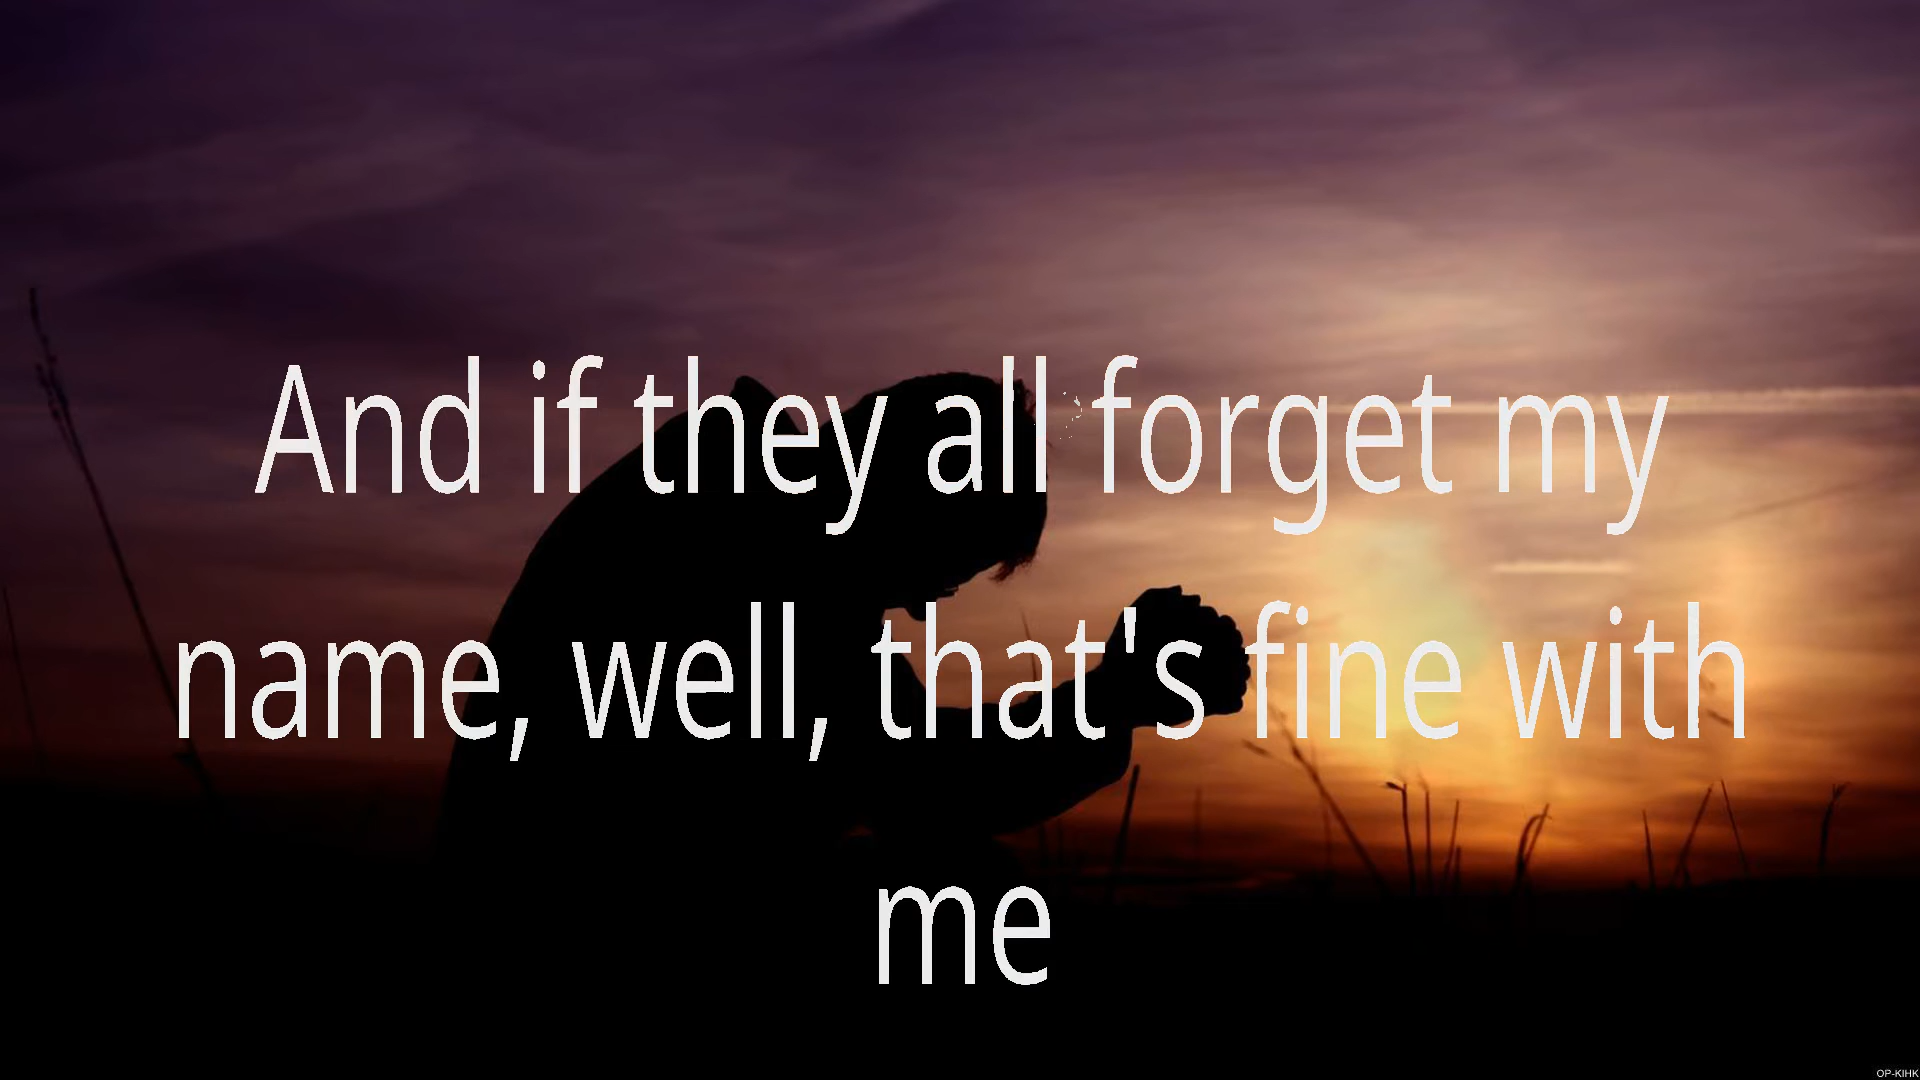 And if they all forget my
name, well, that's fine with
me
OP-KIHK